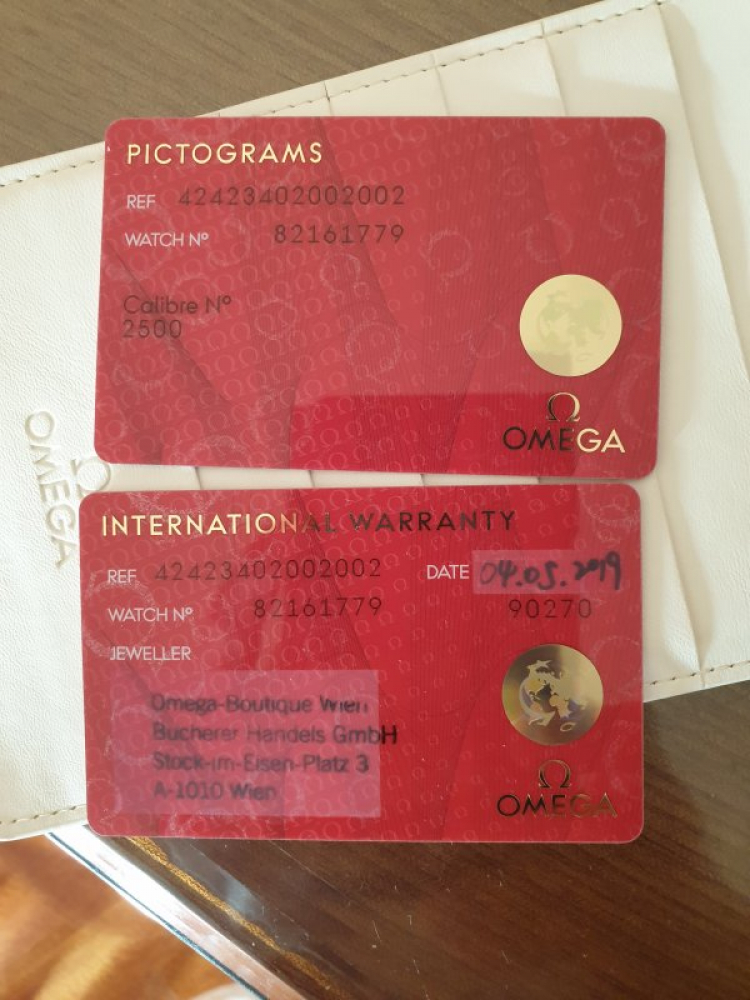 PICTOGRAMS
REF 42423402002002
WATCH Nº 82161779
Calibre Nº
2500
Ω
OMEGA
Ω
OMEGA
INTERNATIONAL WARRANTY
REF 42423402002002 DATE 04.05.2019
WATCH Nº 82161779 90270
JEWELLER
Omega-Boutique Wien
Bucherer Handels GmbH
Stock-im-Eisen-Platz 3
A-1010 Wien
Ω
OMEGA